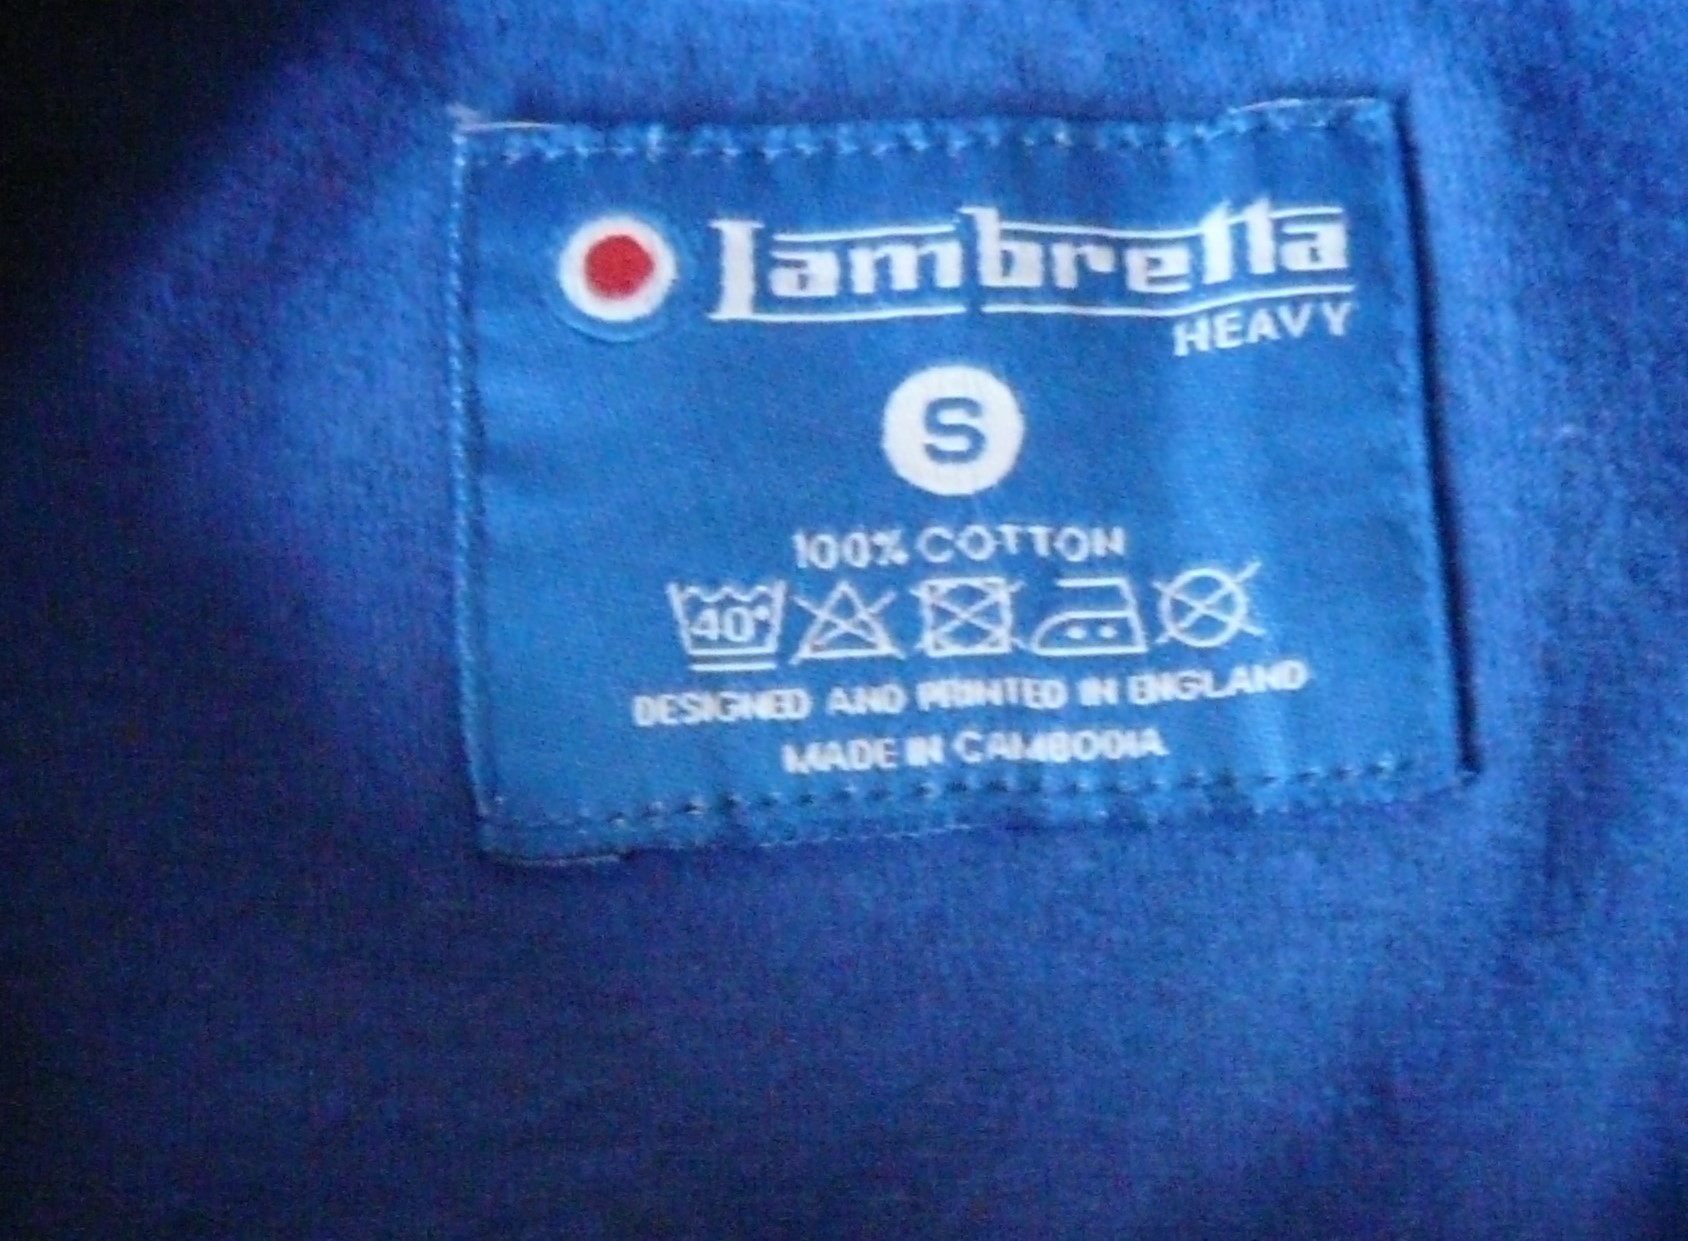 Lambretta
HEAVY
S
100% COTTON
40°
DESIGNED AND PRINTED IN ENGLAND
MADE IN CAMBODIA